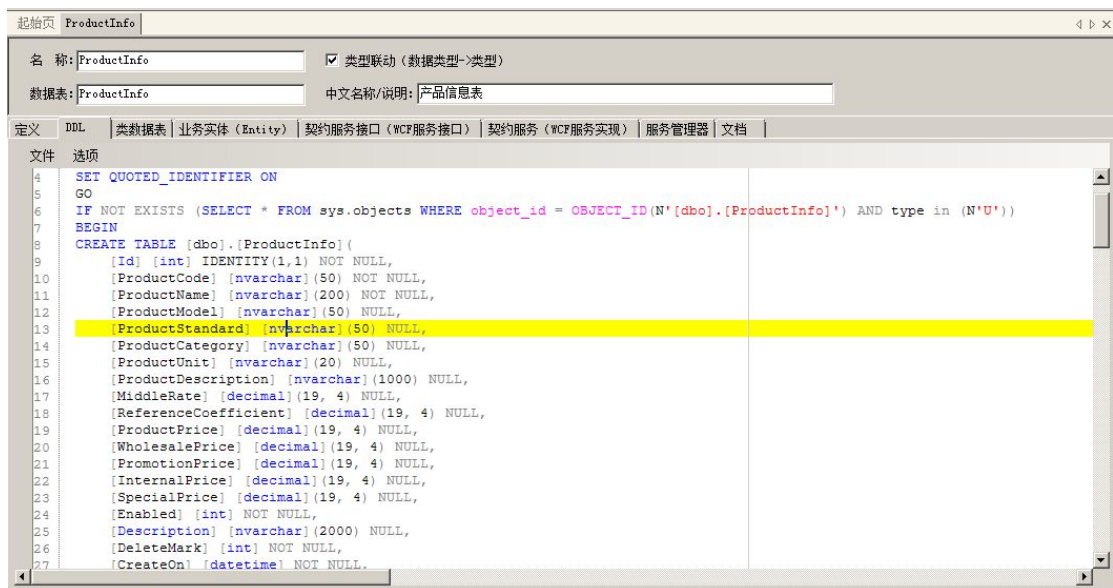 起始页 ProductInfo
名 称: ProductInfo 类型联动（数据类型->类型）
数据表: ProductInfo 中文名称/说明: 产品信息表
定义 DDL 类数据表 业务实体（Entity） 契约服务接口（WCF服务接口） 契约服务（WCF服务实现） 服务管理器 文档
文件 选项
4 SET QUOTED_IDENTIFIER ON
5 GO
6 IF NOT EXISTS (SELECT * FROM sys.objects WHERE object_id = OBJECT_ID(N'[dbo].[ProductInfo]') AND type in (N'U'))
7 BEGIN
8 CREATE TABLE [dbo].[ProductInfo](
9 [Id] [int] IDENTITY(1,1) NOT NULL,
10 [ProductCode] [nvarchar](50) NOT NULL,
11 [ProductName] [nvarchar](200) NOT NULL,
12 [ProductModel] [nvarchar](50) NULL,
13 [ProductStandard] [nvarchar](50) NULL,
14 [ProductCategory] [nvarchar](50) NULL,
15 [ProductUnit] [nvarchar](20) NULL,
16 [ProductDescription] [nvarchar](1000) NULL,
17 [MiddleRate] [decimal](19, 4) NULL,
18 [ReferenceCoefficient] [decimal](19, 4) NULL,
19 [ProductPrice] [decimal](19, 4) NULL,
20 [WholesalePrice] [decimal](19, 4) NULL,
21 [PromotionPrice] [decimal](19, 4) NULL,
22 [InternalPrice] [decimal](19, 4) NULL,
23 [SpecialPrice] [decimal](19, 4) NULL,
24 [Enabled] [int] NOT NULL,
25 [Description] [nvarchar](2000) NULL,
26 [DeleteMark] [int] NOT NULL,
27 [CreateOn] [datetime] NOT NULL,